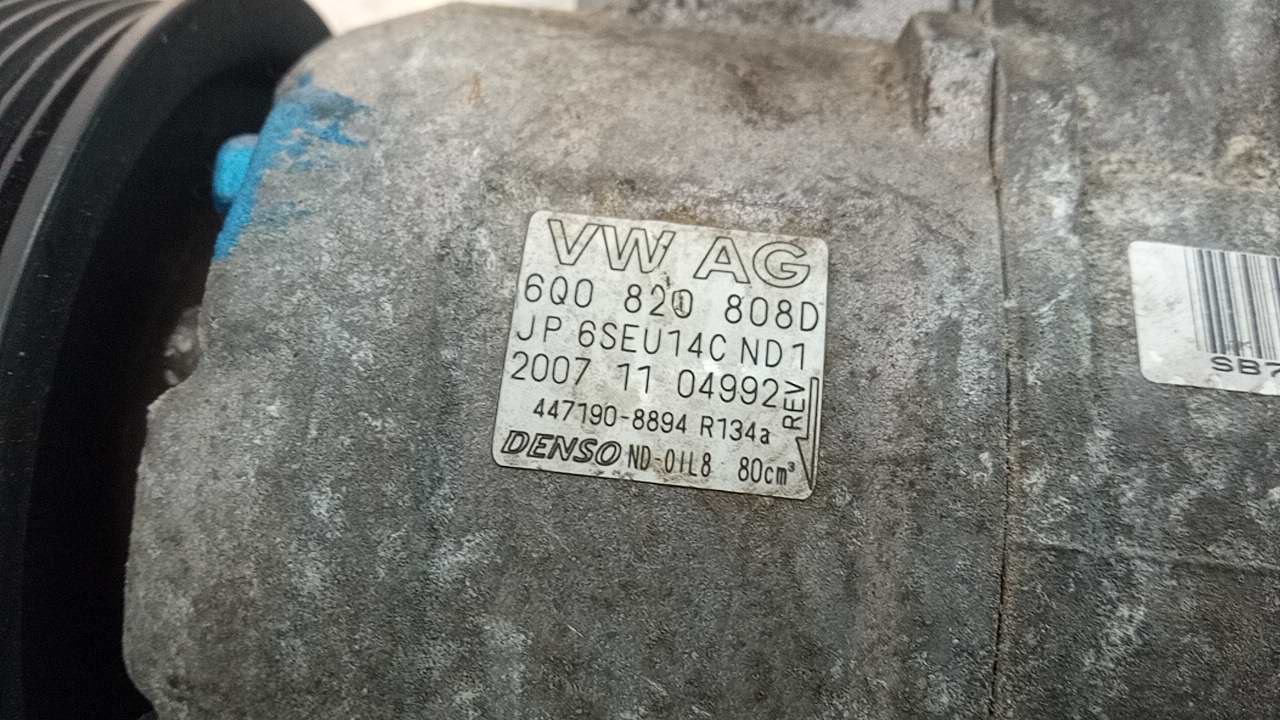 VW AG
6Q0 820 808D
JP 6SEU14C ND1
2007 11 04992 REV
447190-8894 R134a
DENSO ND-OIL8 80cm³
SB7